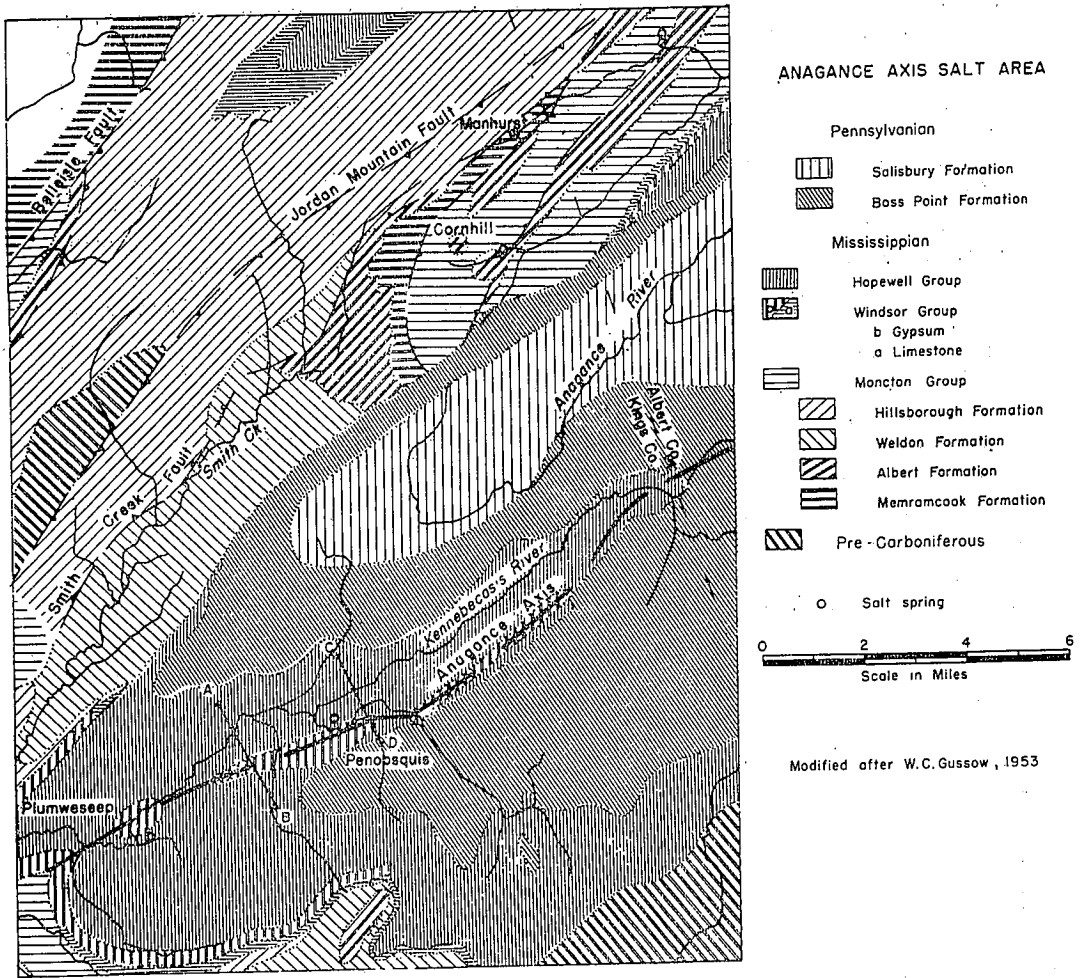 ANAGANCE AXIS SALT AREA
Pennsylvanian
Salisbury Formation
Boss Point Formation
Mississippian
Hopewell Group
Windsor Group
b Gypsum
a Limestone
Moncton Group
Hillsborough Formation
Weldon Formation
Albert Formation
Memramcook Formation
Pre-Carboniferous
Salt spring
0 2 4 6
Scale in Miles
Modified after W.C. Gussow, 1953
Belleisle Fault
Jordan Mountain Fault
Manhurst
Cornhill
Anagance River
Albert Co.
Kings Co.
Smith Creek Fault
Smith Ck.
Kennebecas's River
Anagance Axis
A
C
D
Penobsquis
B
Plumweseep